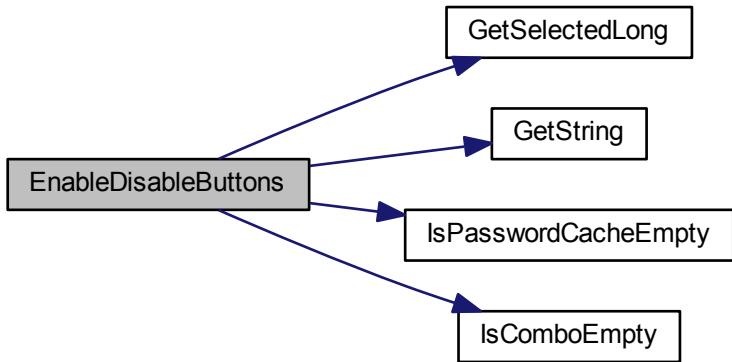 GetSelectedLong
GetString
EnableDisableButtons
IsPasswordCacheEmpty
IsComboEmpty